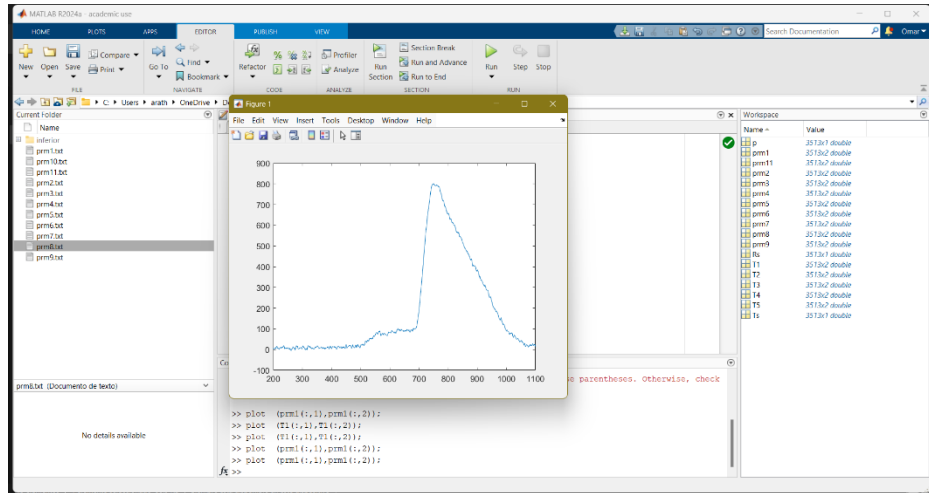 MATLAB R2024a - academic use
HOME PLOTS APPS EDITOR PUBLISH VIEW Search Documentation Omar
New Open Save Compare Print Go To Find Bookmark Refactor Profiler Analyze Run Section Section Break Run and Advance Run to End Run Step Stop
FILE NAVIGATE CODE ANALYZE SECTION RUN
C: Users arath OneDrive
Current Folder
Name
inferior
prm1.txt
prm10.txt
prm11.txt
prm2.txt
prm3.txt
prm4.txt
prm5.txt
prm6.txt
prm7.txt
prm8.txt
prm9.txt
prm8.txt (Documento de texto)
No details available
Figure 1
File Edit View Insert Tools Desktop Window Help
900
800
700
600
500
400
300
200
100
0
-100
200 300 400 500 600 700 800 900 1000 1100
parentheses. Otherwise, check
>> plot (prm1(:,1),prm1(:,2));
>> plot (T1(:,1),T1(:,2));
>> plot (T1(:,1),T1(:,2));
>> plot (prm1(:,1),prm1(:,2));
>> plot (prm1(:,1),prm1(:,2));
fx >>
Workspace
Name Value
p 3513x1 double
prm1 3513x2 double
prm11 3513x2 double
prm2 3513x2 double
prm3 3513x2 double
prm4 3513x2 double
prm5 3513x2 double
prm6 3513x2 double
prm7 3513x2 double
prm8 3513x2 double
prm9 3513x2 double
Rs 3513x1 double
T1 3513x2 double
T2 3513x2 double
T3 3513x2 double
T4 3513x2 double
T5 3513x2 double
Ts 3513x1 double